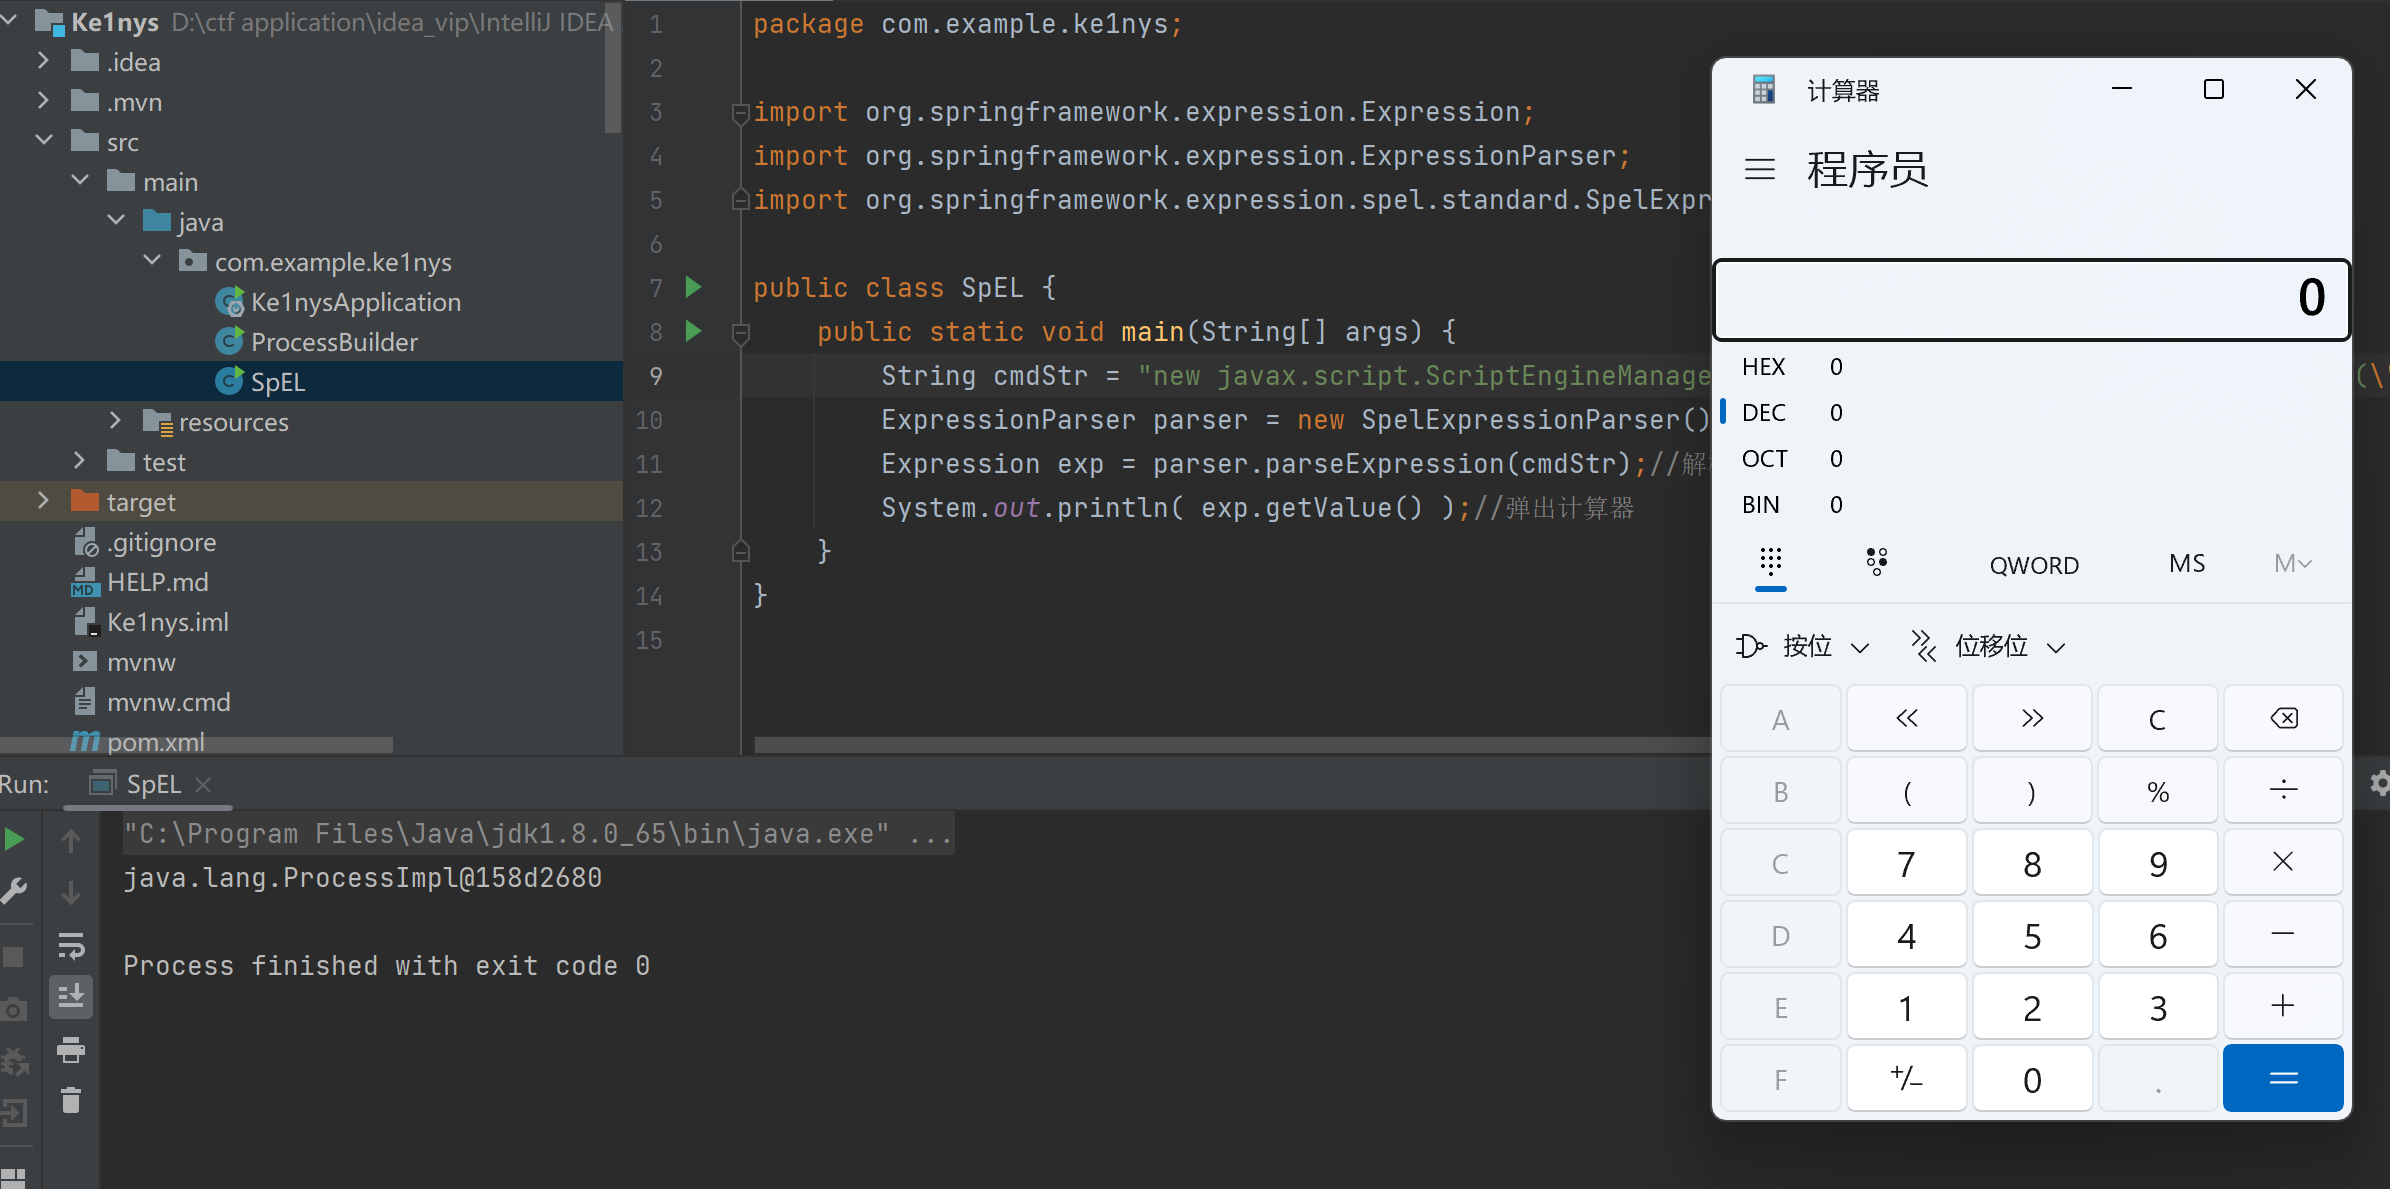 Ke1nys D:\ctf application\idea_vip\IntelliJ IDEA
.idea
.mvn
src
main
java
com.example.ke1nys
Ke1nysApplication
ProcessBuilder
SpEL
resources
test
target
.gitignore
HELP.md
Ke1nys.iml
mvnw
mvnw.cmd
pom.xml
1 package com.example.ke1nys;
2
3 import org.springframework.expression.Expression;
4 import org.springframework.expression.ExpressionParser;
5 import org.springframework.expression.spel.standard.SpelExpr
6
7 public class SpEL {
8 public static void main(String[] args) {
9 String cmdStr = "new javax.script.ScriptEngineManage (\"
10 ExpressionParser parser = new SpelExpressionParser()
11 Expression exp = parser.parseExpression(cmdStr);//解
12 System.out.println( exp.getValue() );//弹出计算器
13 }
14 }
15
计算器
程序员
0
HEX 0
DEC 0
OCT 0
BIN 0
QWORD MS M
按位 位移位
A « » C
B ( ) % ÷
C 7 8 9 ×
D 4 5 6 −
E 1 2 3 +
F +/− 0 . =
Run: SpEL
"C:\Program Files\Java\jdk1.8.0_65\bin\java.exe" ...
java.lang.ProcessImpl@158d2680
Process finished with exit code 0